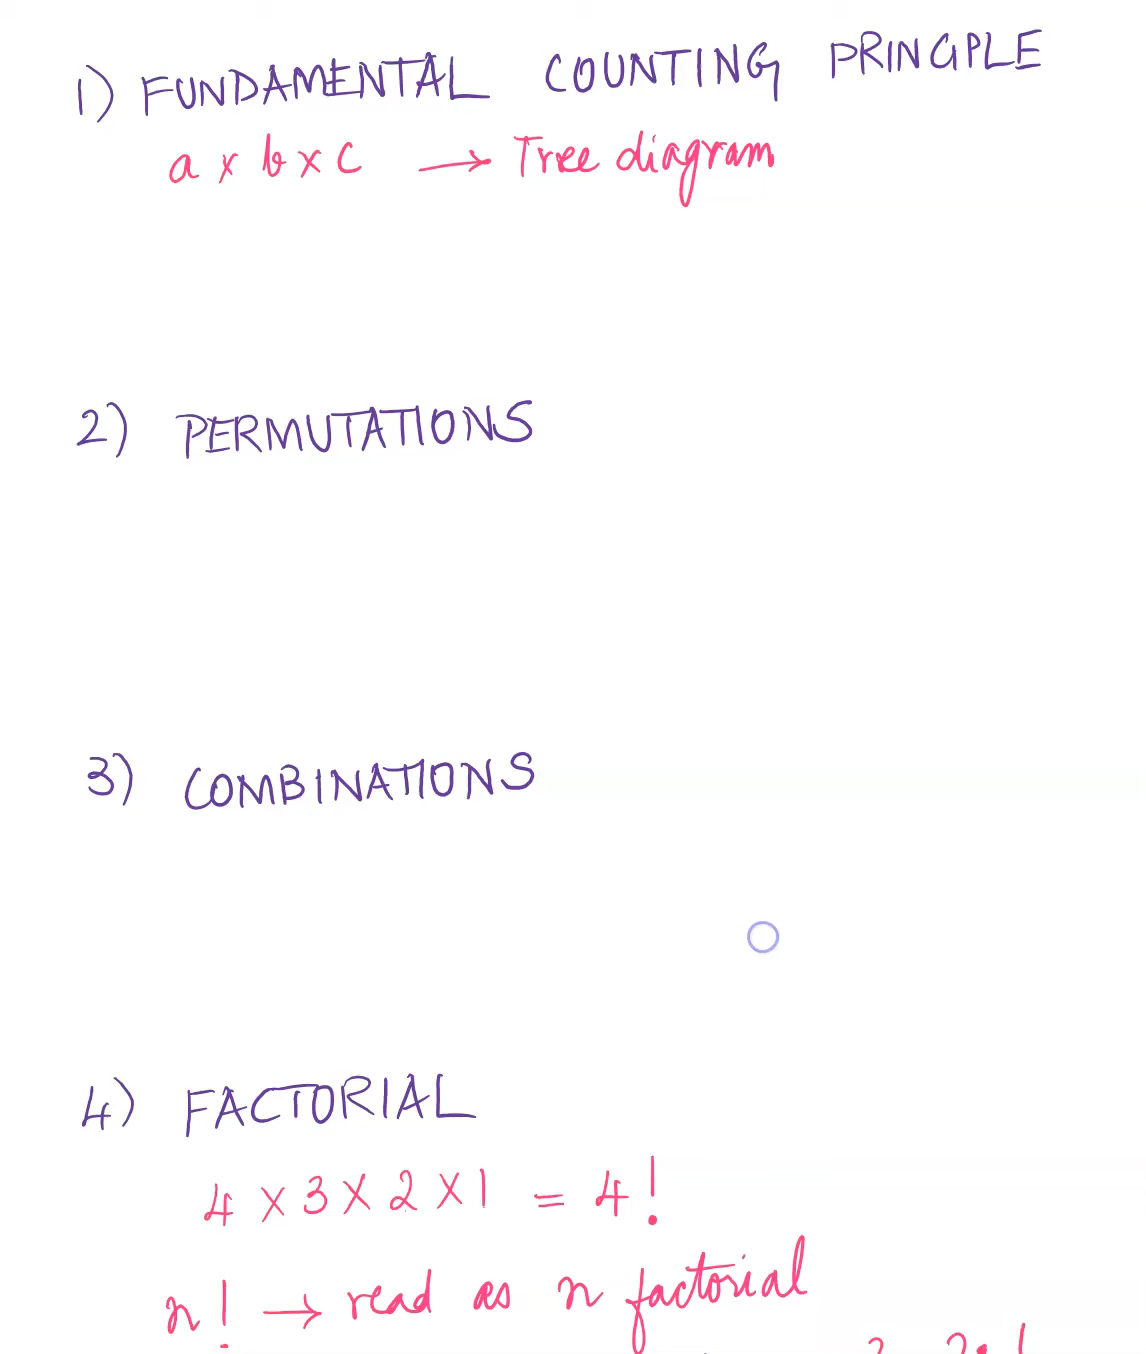 1) FUNDAMENTAL COUNTING PRINCIPLE
a x b x c → Tree diagram
2) PERMUTATIONS
3) COMBINATIONS
4) FACTORIAL
4 x 3 x 2 x 1 = 4!
n! → read as n factorial